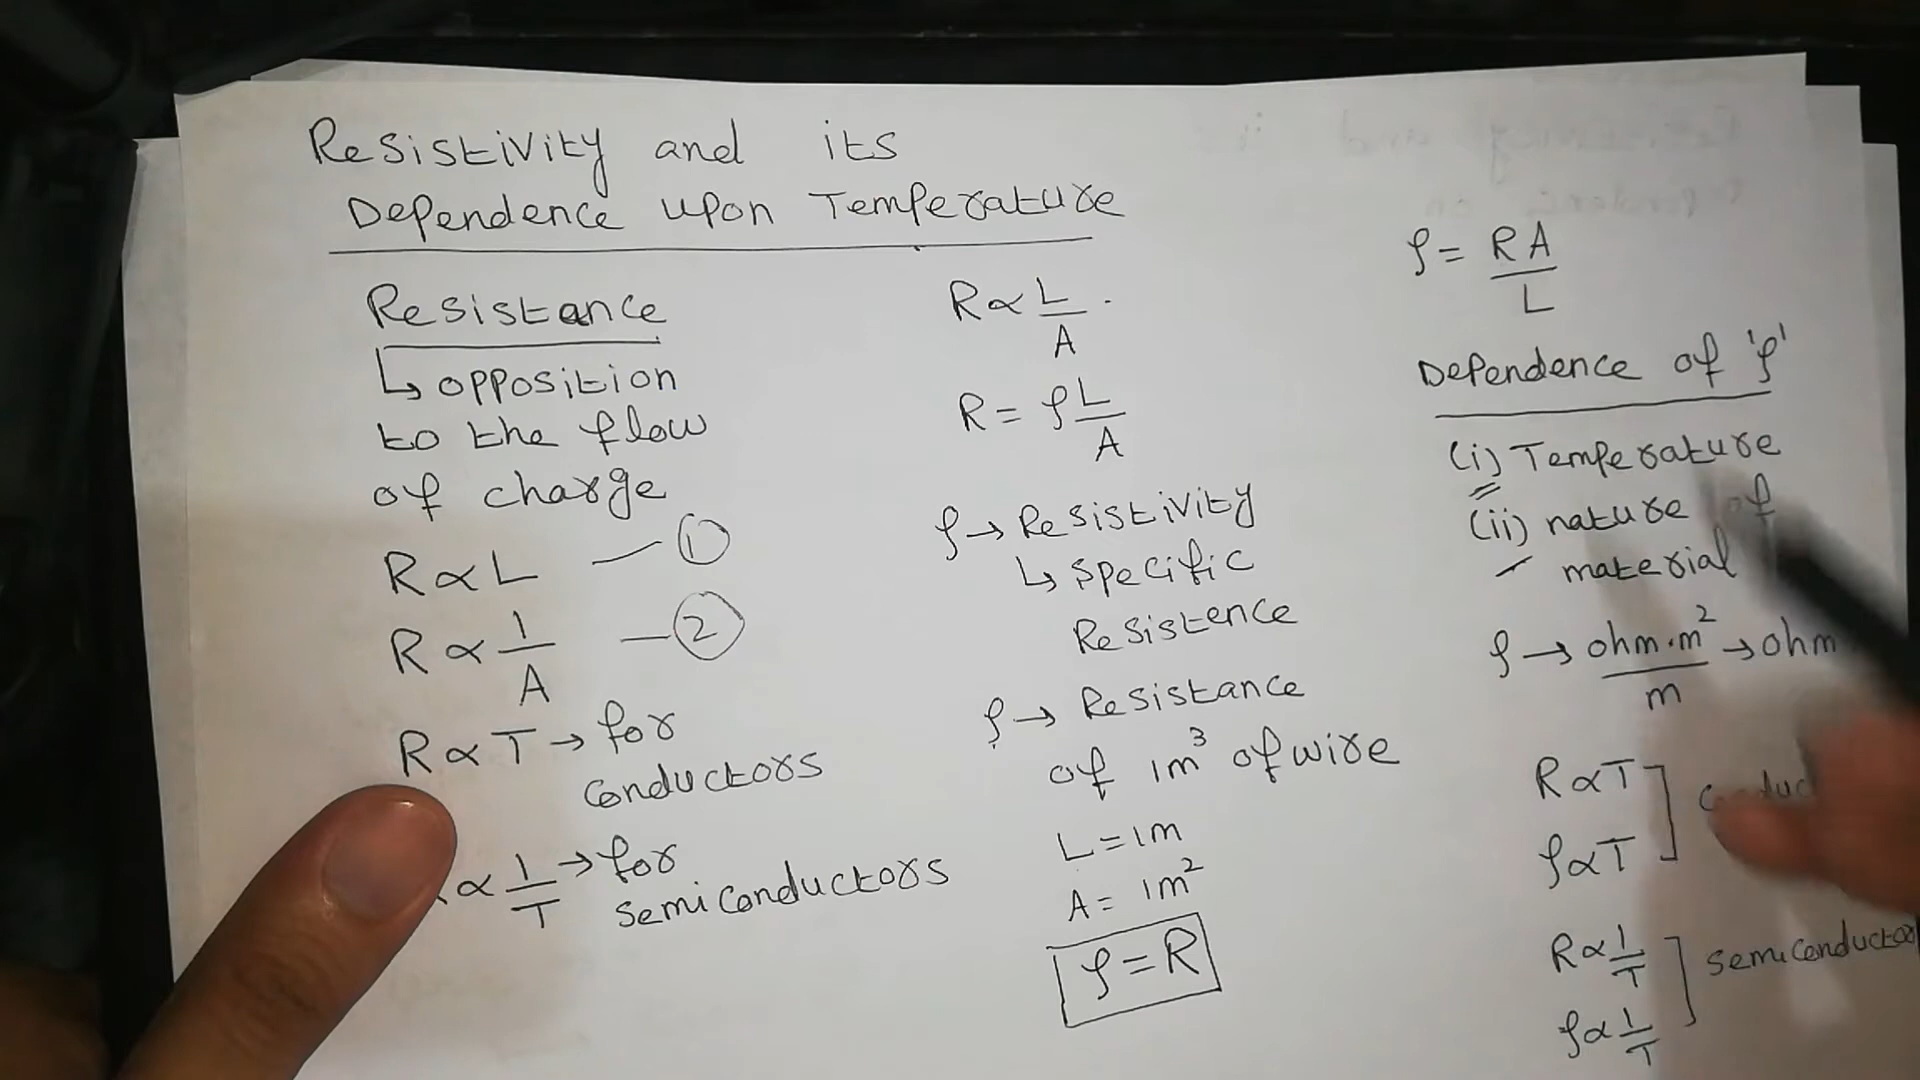 Resistivity and its
Dependence upon Temperature
Resistance
↳ opposition
to the flow
of charge
R ∝ L — ①
R ∝ 1/A — ②
R ∝ T → for
conductors
∝ 1/T → for
semiconductors
R ∝ L/A .
R = ρ L/A
ρ → Resistivity
↳ specific
Resistence
ρ → Resistance
of 1m³ of wire
L = 1m
A = 1m²
ρ = R
ρ = RA/L
Dependence of 'ρ'
(i) Temperature
(ii) nature of
material
ρ → ohm.m²/m → ohm
R ∝ T
ρ ∝ T
R ∝ 1/T ] semiconductor
ρ ∝ 1/T